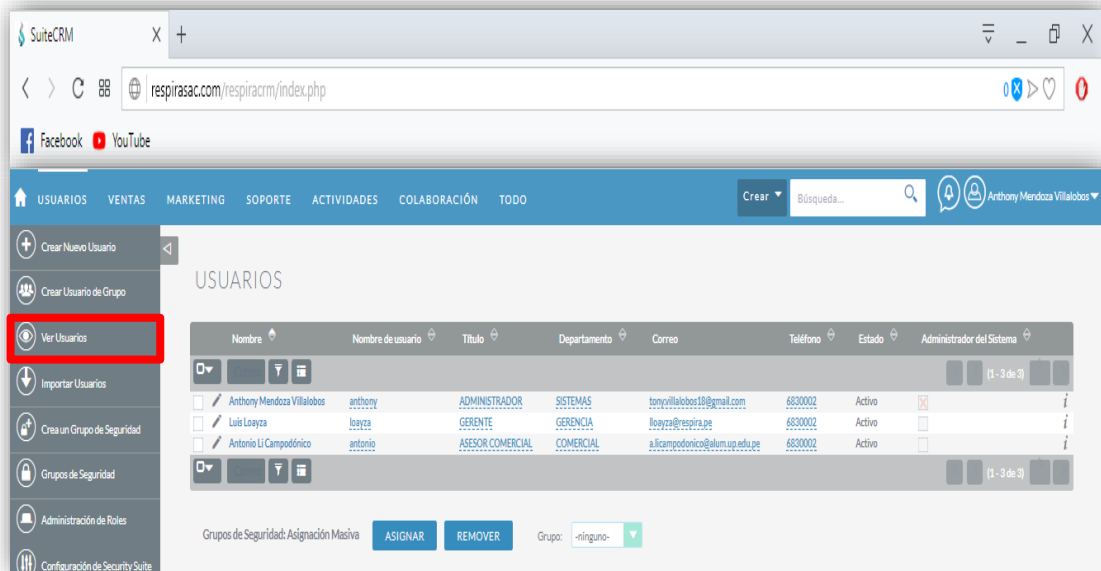 SuiteCRM
respirasac.com/respiracrm/index.php
0
Facebook YouTube
USUARIOS VENTAS MARKETING SOPORTE ACTIVIDADES COLABORACIÓN TODO Crear Búsqueda... Anthony Mendoza Villalobos
Crear Nuevo Usuario
Crear Usuario de Grupo
Ver Usuarios
Importar Usuarios
Crea un Grupo de Seguridad
Grupos de Seguridad
Administración de Roles
Configuración de Security Suite
USUARIOS
Nombre Nombre de usuario Título Departamento Correo Teléfono Estado Administrador del Sistema
(1 - 3 de 3)
Anthony Mendoza Villalobos anthony ADMINISTRADOR SISTEMAS tonyvillalobos18@gmail.com 6830002 Activo i
Luis Loayza loayza GERENTE GERENCIA lloayza@respira.pe 6830002 Activo i
Antonio Li Campodónico antonio ASESOR COMERCIAL COMERCIAL a.licampodonico@alum.up.edu.pe 6830002 Activo i
(1 - 3 de 3)
Grupos de Seguridad: Asignación Masiva ASIGNAR REMOVER Grupo: -ninguno-